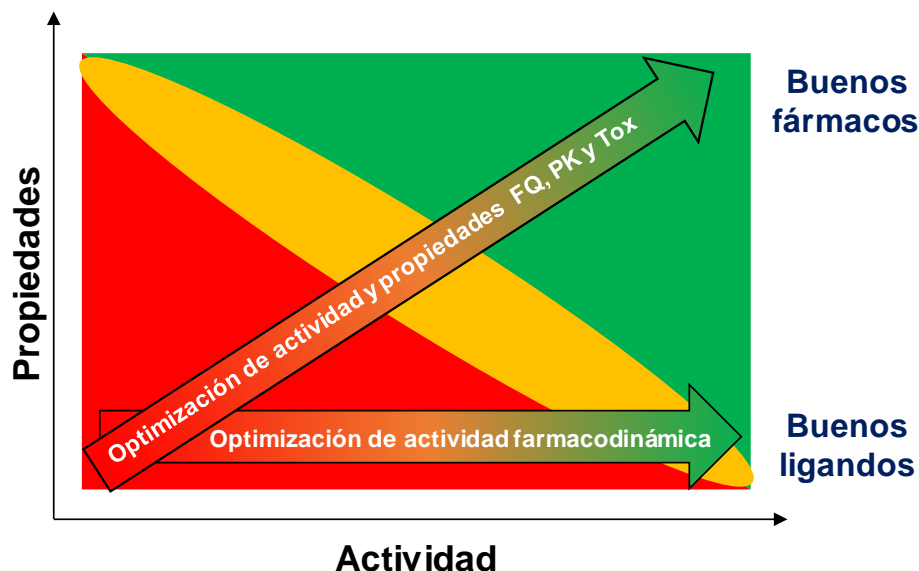 Propiedades
Optimización de actividad y propiedades FQ, PK y Tox
Buenos
fármacos
Optimización de actividad farmacodinámica
Buenos
ligandos
Actividad